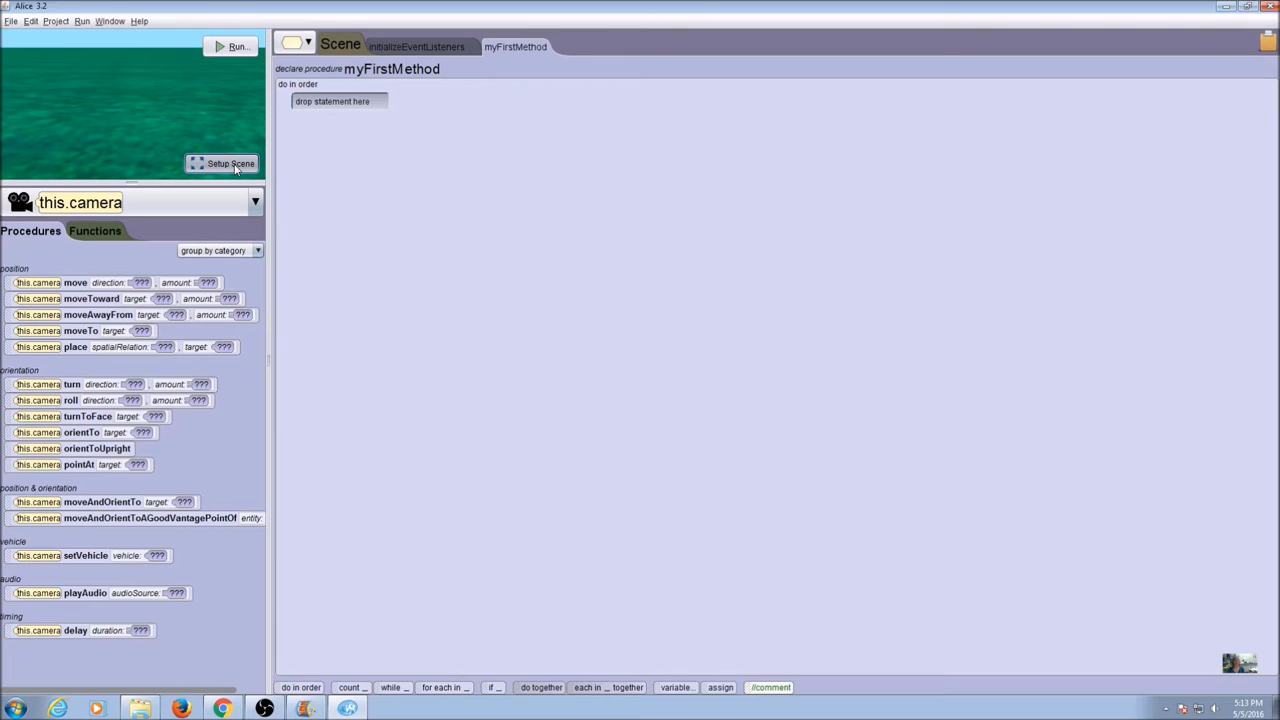 Alice 3.2
File Edit Project Run Window Help
Run...
Setup Scene
Scene initializeEventListeners myFirstMethod
declare procedure myFirstMethod
do in order
drop statement here
this.camera
Procedures Functions
group by category
position
this.camera move direction: ??? , amount: ???
this.camera moveToward target: ??? , amount: ???
this.camera moveAwayFrom target: ??? , amount: ???
this.camera moveTo target: ???
this.camera place spatialRelation: ??? , target: ???
orientation
this.camera turn direction: ??? , amount: ???
this.camera roll direction: ??? , amount: ???
this.camera turnToFace target: ???
this.camera orientTo target: ???
this.camera orientToUpright
this.camera pointAt target: ???
position & orientation
this.camera moveAndOrientTo target: ???
this.camera moveAndOrientToAGoodVantagePointOf entity:
vehicle
this.camera setVehicle vehicle: ???
audio
this.camera playAudio audioSource: ???
timing
this.camera delay duration: ???
do in order count _ while _ for each in _ if _ do together each in _ together variable... assign //comment
5:13 PM
5/5/2016